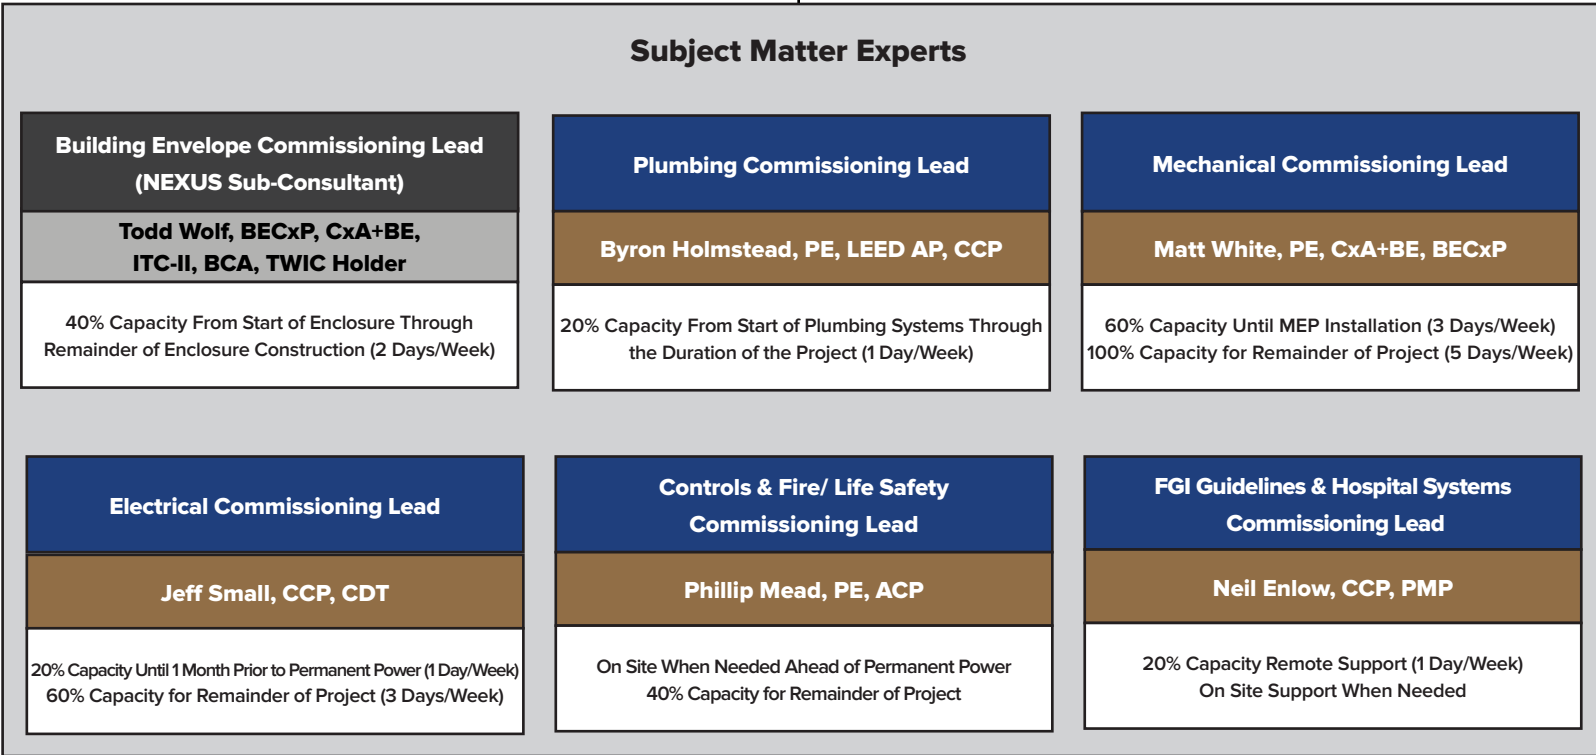 Subject Matter Experts
Building Envelope Commissioning Lead
(NEXUS Sub-Consultant)
Todd Wolf, BECxP, CxA+BE,
ITC-II, BCA, TWIC Holder
40% Capacity From Start of Enclosure Through
Remainder of Enclosure Construction (2 Days/Week)
Plumbing Commissioning Lead
Byron Holmstead, PE, LEED AP, CCP
20% Capacity From Start of Plumbing Systems Through
the Duration of the Project (1 Day/Week)
Mechanical Commissioning Lead
Matt White, PE, CxA+BE, BECxP
60% Capacity Until MEP Installation (3 Days/Week)
100% Capacity for Remainder of Project (5 Days/Week)
Electrical Commissioning Lead
Jeff Small, CCP, CDT
20% Capacity Until 1 Month Prior to Permanent Power (1 Day/Week)
60% Capacity for Remainder of Project (3 Days/Week)
Controls & Fire/ Life Safety
Commissioning Lead
Phillip Mead, PE, ACP
On Site When Needed Ahead of Permanent Power
40% Capacity for Remainder of Project
FGI Guidelines & Hospital Systems
Commissioning Lead
Neil Enlow, CCP, PMP
20% Capacity Remote Support (1 Day/Week)
On Site Support When Needed